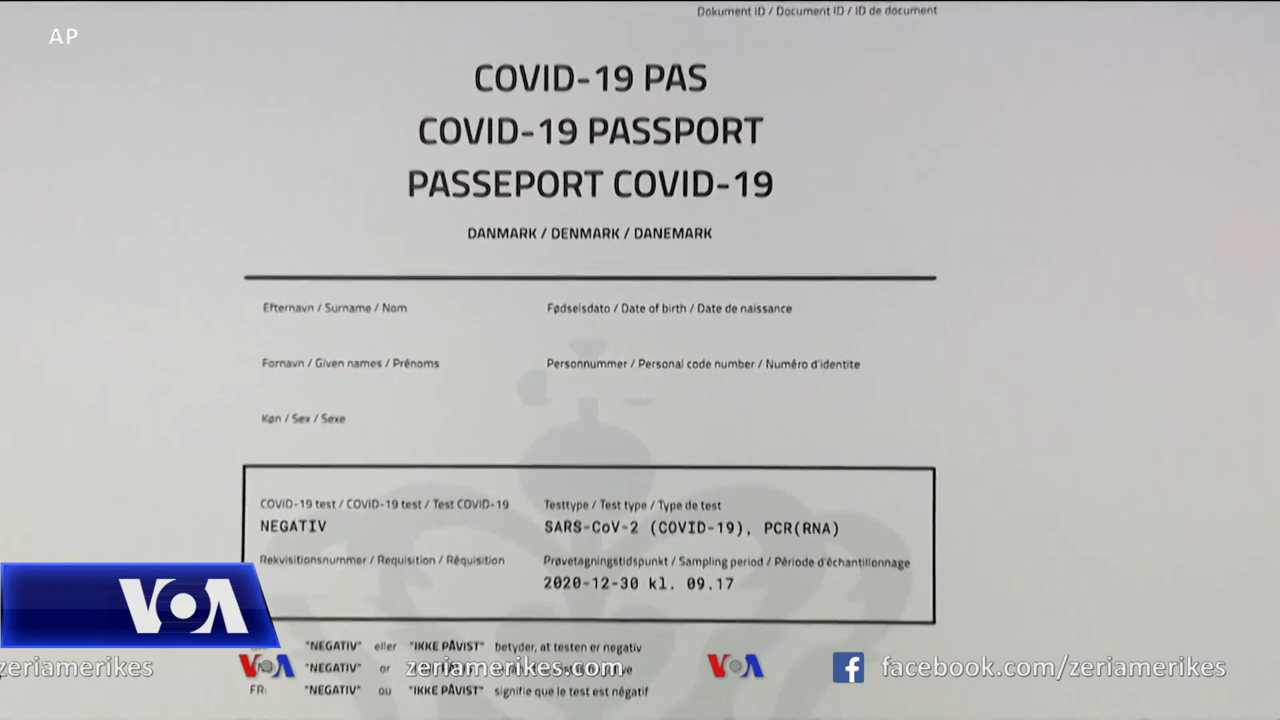 Dokument ID / Document ID / ID de document
AP
COVID-19 PAS
COVID-19 PASSPORT
PASSEPORT COVID-19
DANMARK / DENMARK / DANEMARK
Efternavn / Surname / Nom
Fødselsdato / Date of birth / Date de naissance
Fornavn / Given names / Prénoms
Personnummer / Personal code number / Numéro d'identite
Køn / Sex / Sexe
COVID-19 test / COVID-19 test / Test COVID-19
NEGATIV
Testtype / Test type / Type de test
SARS-CoV-2 (COVID-19), PCR(RNA)
Rekvisitionsnummer / Requisition / Réquisition
Prøvetagningstidspunkt / Sampling period / Période d'échantillonnage
2020-12-30 kl. 09.17
VOA
"NEGATIV" eller "IKKE PÅVIST" betyder, at testen er negativ
"NEGATIV" or
FR: "NEGATIV" ou "IKKE PÅVIST" signifie que le test est négatif
zeriamerikes
VOA
zeriamerikes.com
VOA
facebook.com/zeriamerikes